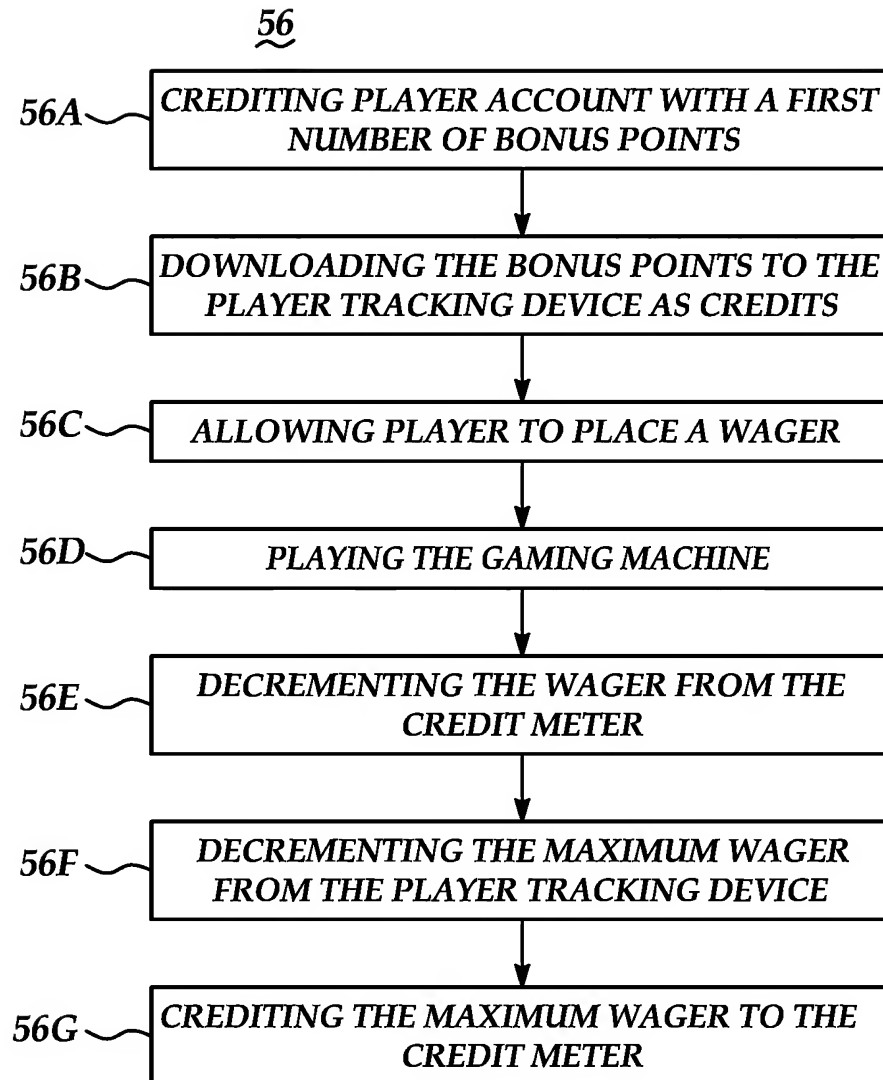 56
56A
CREDITING PLAYER ACCOUNT WITH A FIRST
NUMBER OF BONUS POINTS
56B
DOWNLOADING THE BONUS POINTS TO THE
PLAYER TRACKING DEVICE AS CREDITS
56C
ALLOWING PLAYER TO PLACE A WAGER
56D
PLAYING THE GAMING MACHINE
56E
DECREMENTING THE WAGER FROM THE
CREDIT METER
56F
DECREMENTING THE MAXIMUM WAGER
FROM THE PLAYER TRACKING DEVICE
56G
CREDITING THE MAXIMUM WAGER TO THE
CREDIT METER